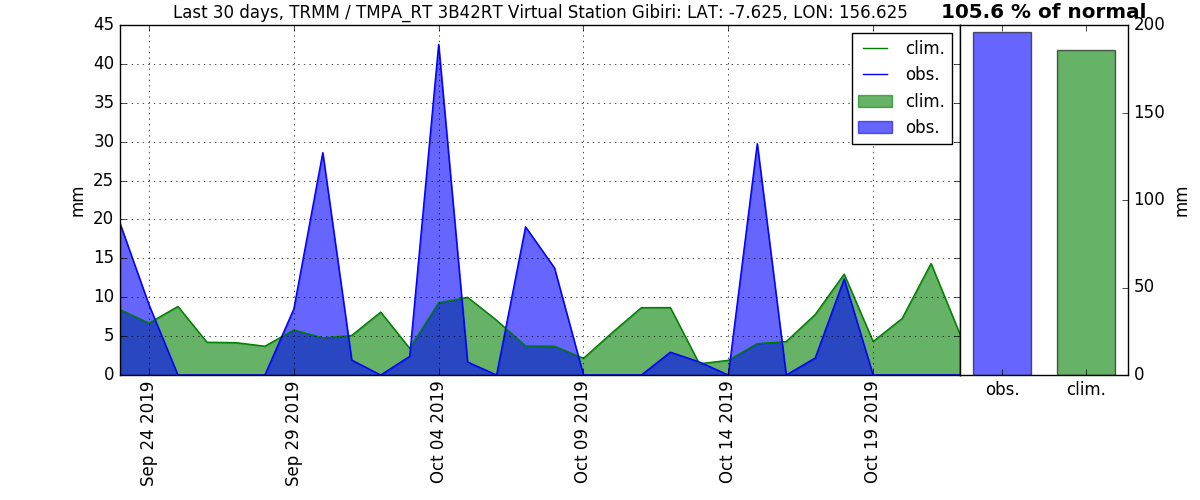 Last 30 days, TRMM / TMPA_RT 3B42RT Virtual Station Gibiri: LAT: -7.625, LON: 156.625
105.6 % of normal
45
40
35
30
25
20
15
10
5
0
mm
clim.
obs.
clim.
obs.
Sep 24 2019
Sep 29 2019
Oct 04 2019
Oct 09 2019
Oct 14 2019
Oct 19 2019
200
150
100
50
0
mm
obs.
clim.